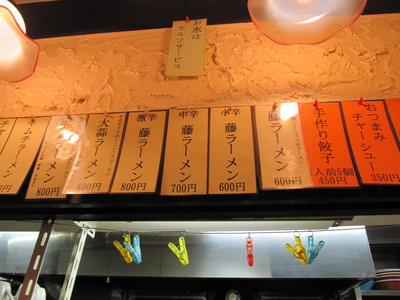 お水は
セルフサービス
おつまみ
チャーシュー
350円
手作り餃子
一人前5個
450円
藤ラーメン
600円
ポ辛
藤ラーメン
600円
中辛
藤ラーメン
700円
激辛
藤ラーメン
800円
大蒜ラーメン
800円
キムチラーメン
800円